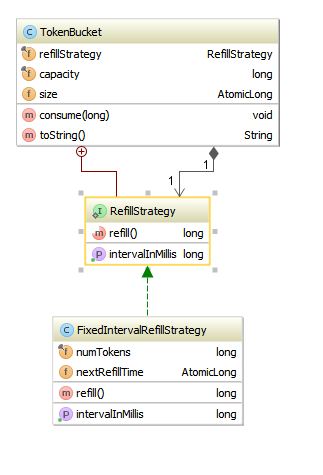 C TokenBucket
f refillStrategy RefillStrategy
f capacity long
f size AtomicLong
m consume(long) void
m toString() String
1
1
I RefillStrategy
m refill() long
P intervalInMillis long
C FixedIntervalRefillStrategy
f numTokens long
f nextRefillTime AtomicLong
m refill() long
P intervalInMillis long